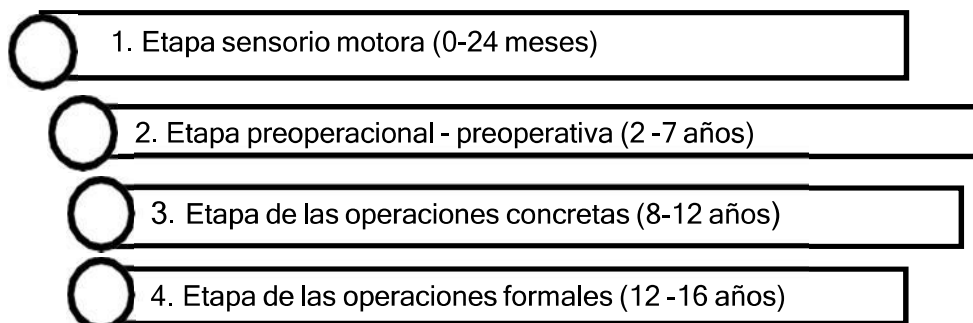 1. Etapa sensorio motora (0-24 meses)
2. Etapa preoperacional - preoperativa (2 -7 años)
3. Etapa de las operaciones concretas (8-12 años)
4. Etapa de las operaciones formales (12 -16 años)